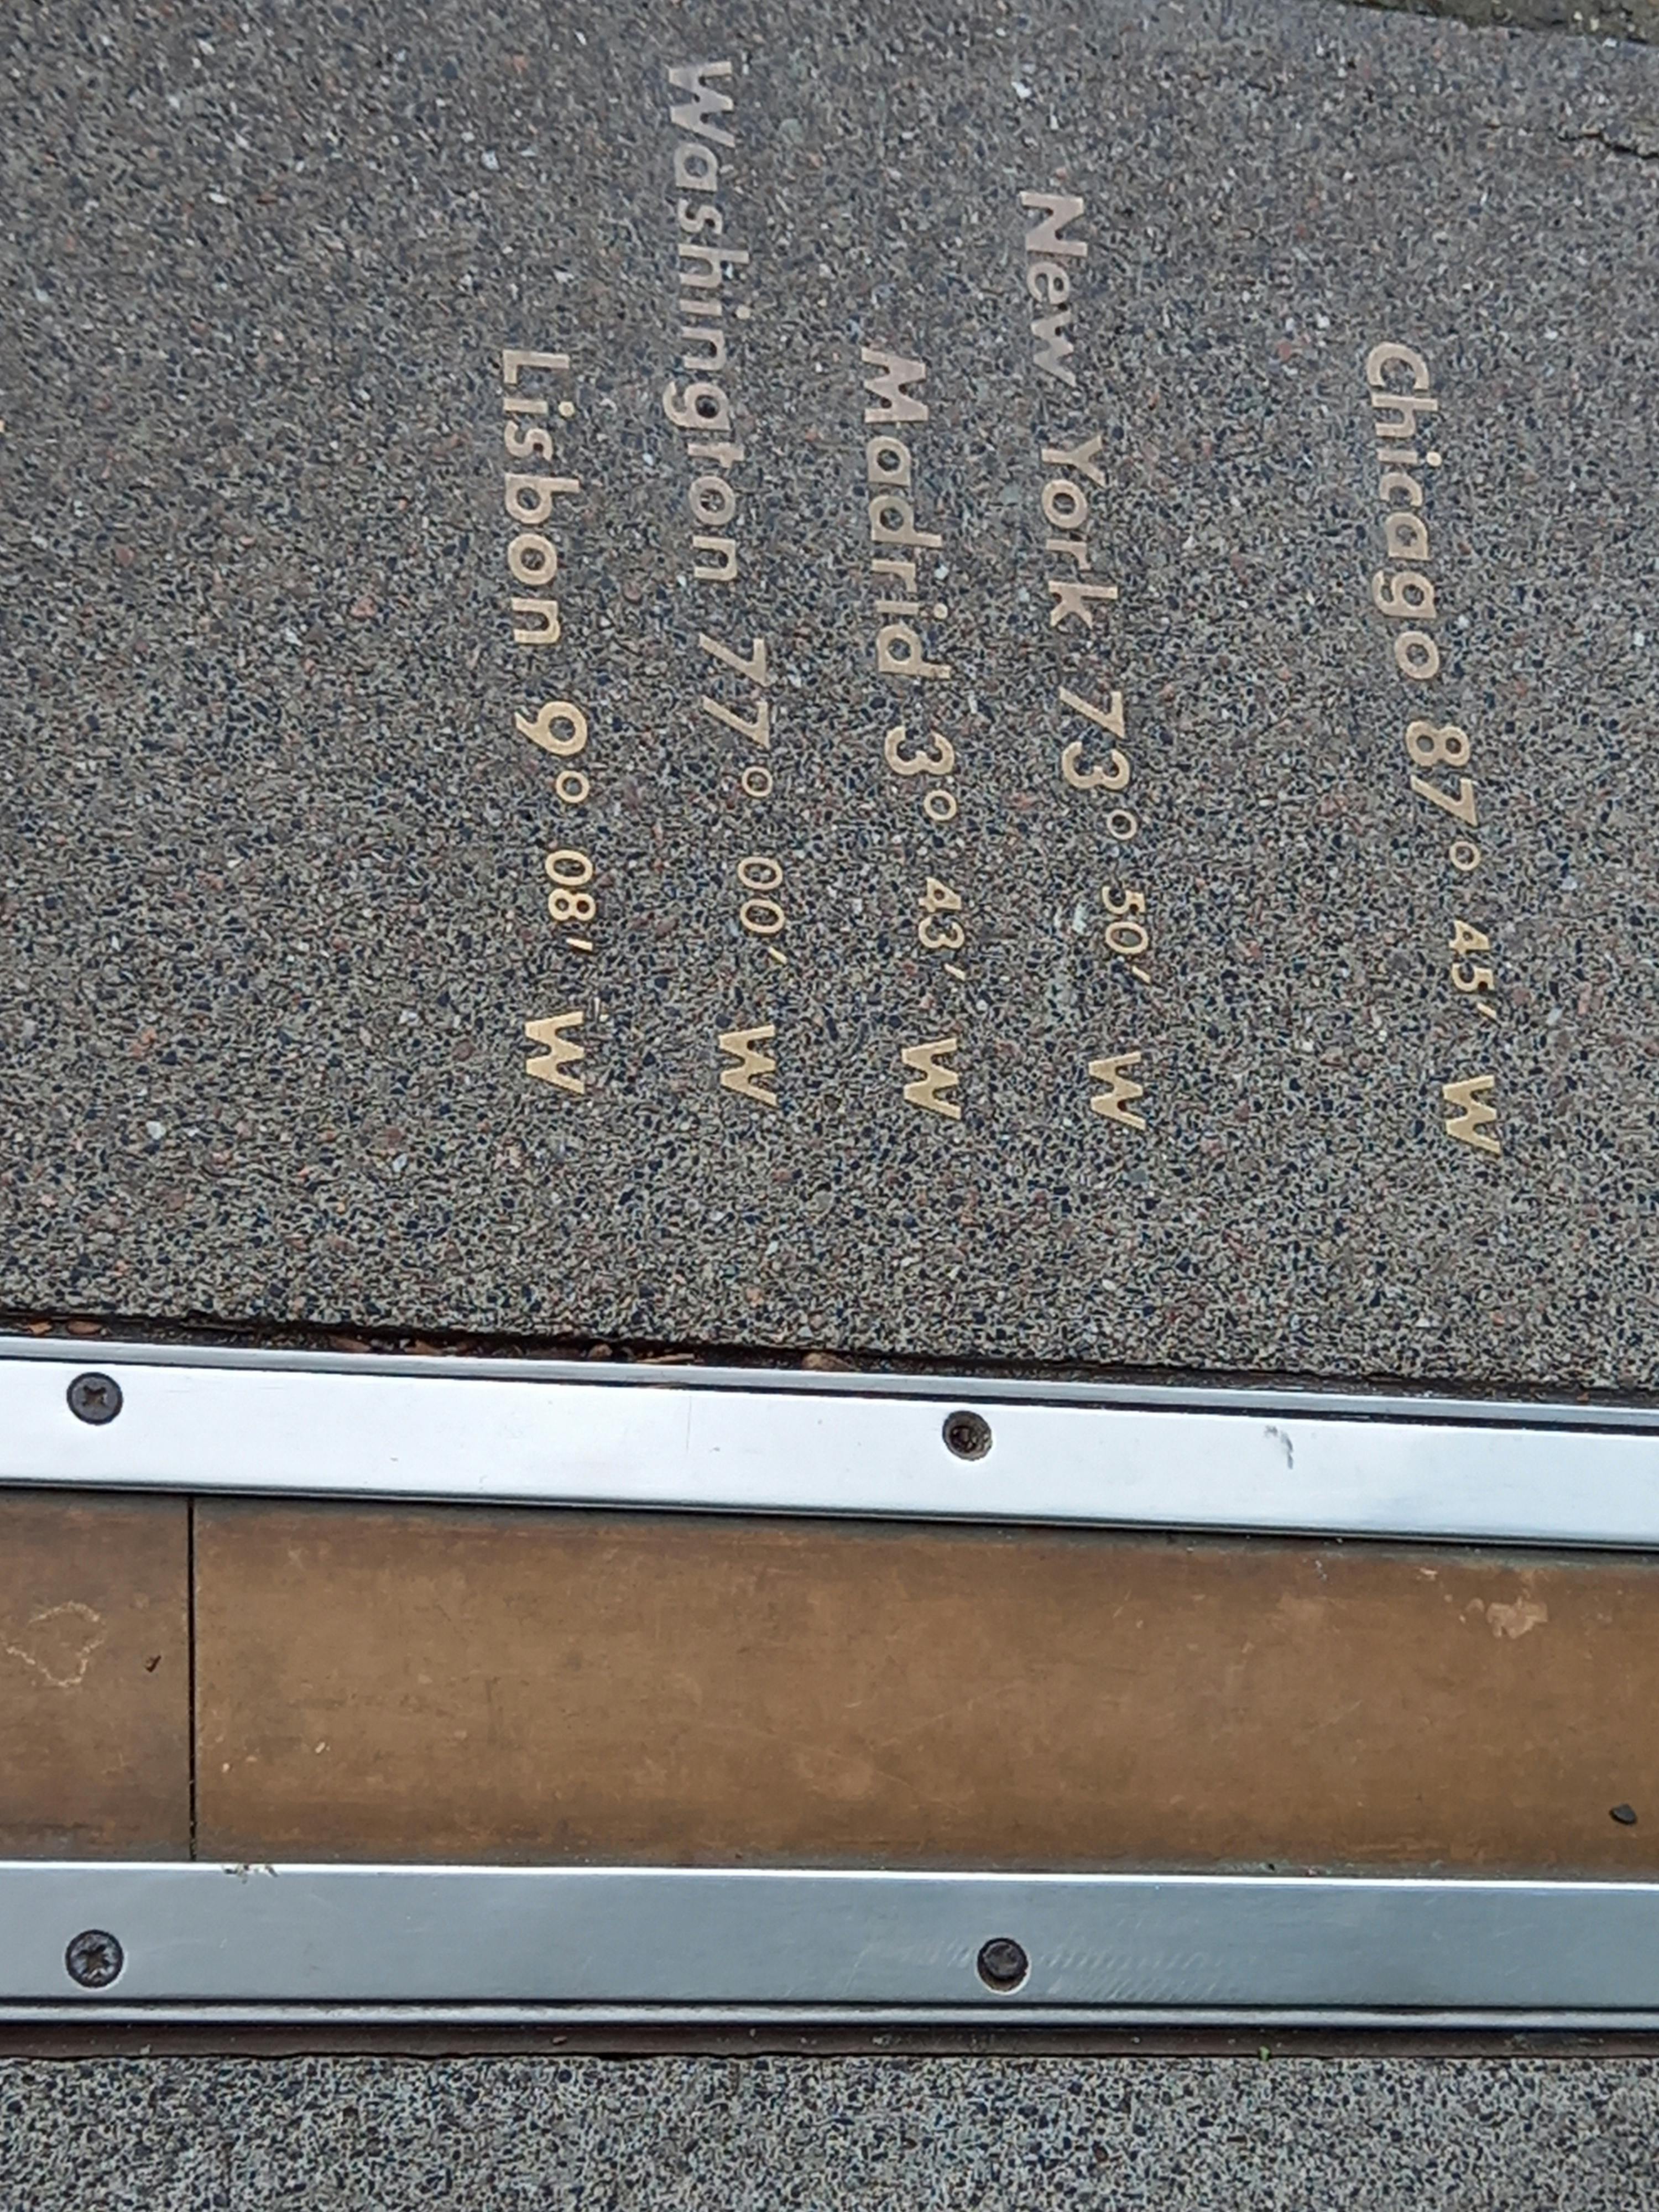 Chicago 87° 45′ W
New York 73° 50′ W
Madrid 3° 43′ W
Washington 77° 00′ W
Lisbon 9° 08′ W